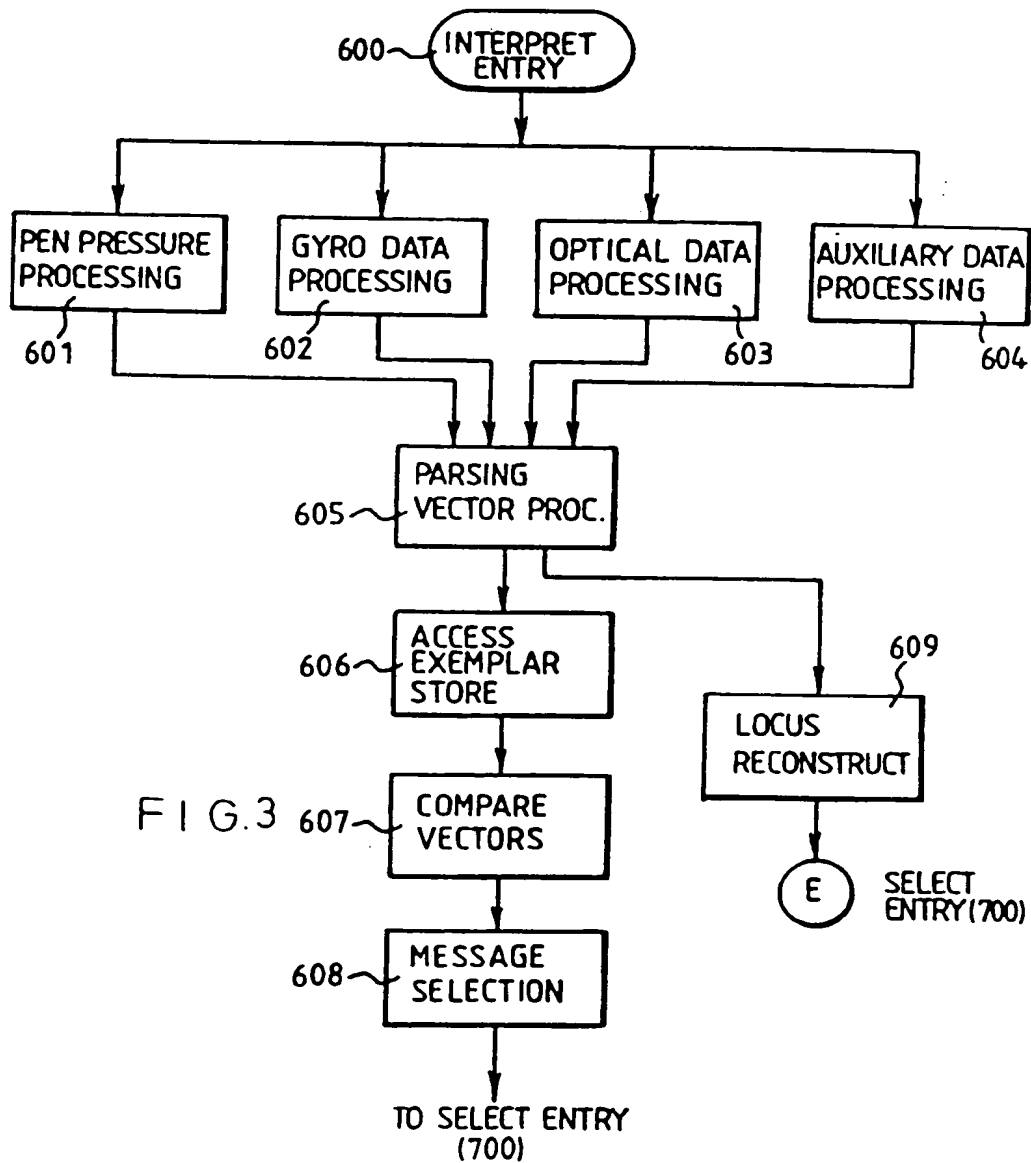 600
INTERPRET
ENTRY
PEN PRESSURE
PROCESSING
601
GYRO DATA
PROCESSING
602
OPTICAL DATA
PROCESSING
603
AUXILIARY DATA
PROCESSING
604
PARSING
VECTOR PROC.
605
ACCESS
EXEMPLAR
STORE
606
609
LOCUS
RECONSTRUCT
FIG.3
607
COMPARE
VECTORS
E
SELECT
ENTRY (700)
608
MESSAGE
SELECTION
TO SELECT ENTRY
(700)